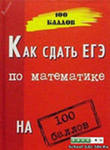 100
БАЛЛОВ
КАК СДАТЬ ЕГЭ
ПО МАТЕМАТИКЕ
НА
100
баллов